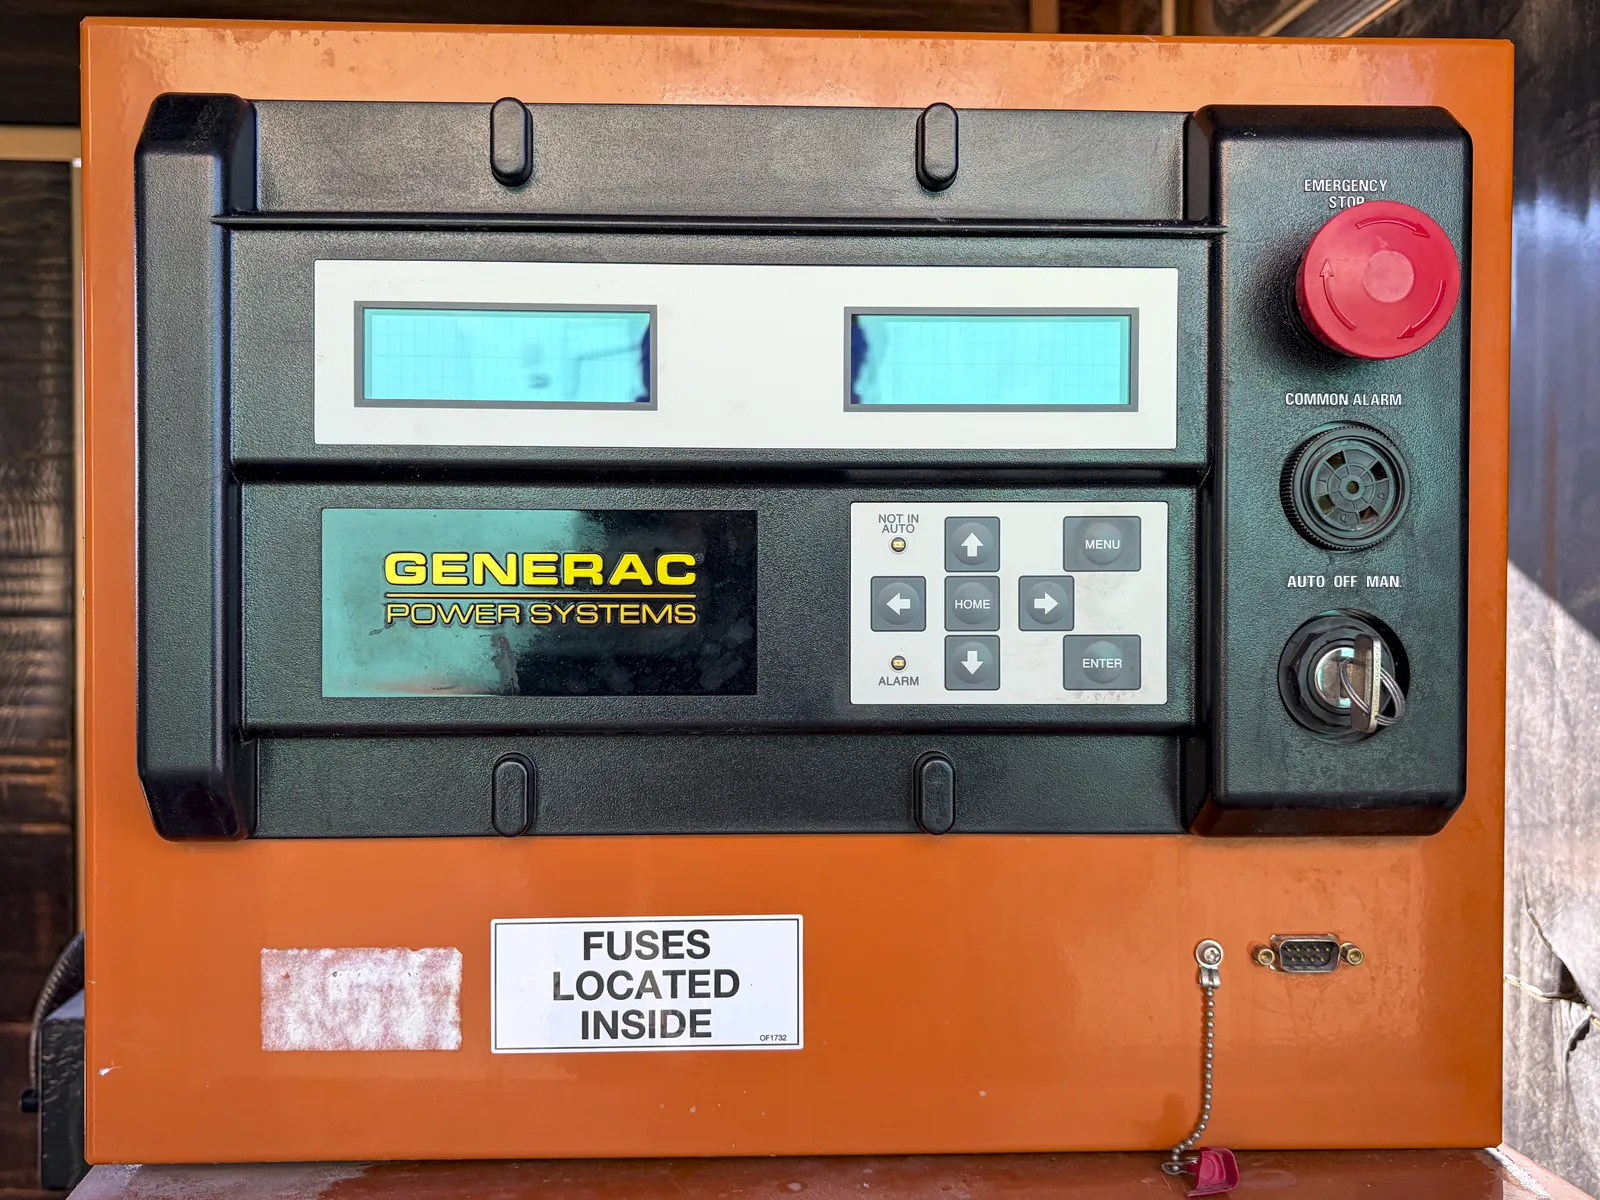 EMERGENCY
STOP
COMMON ALARM
AUTO OFF MAN.
GENERAC
POWER SYSTEMS
NOT IN
AUTO
MENU
HOME
ALARM
ENTER
FUSES
LOCATED
INSIDE
OF1732